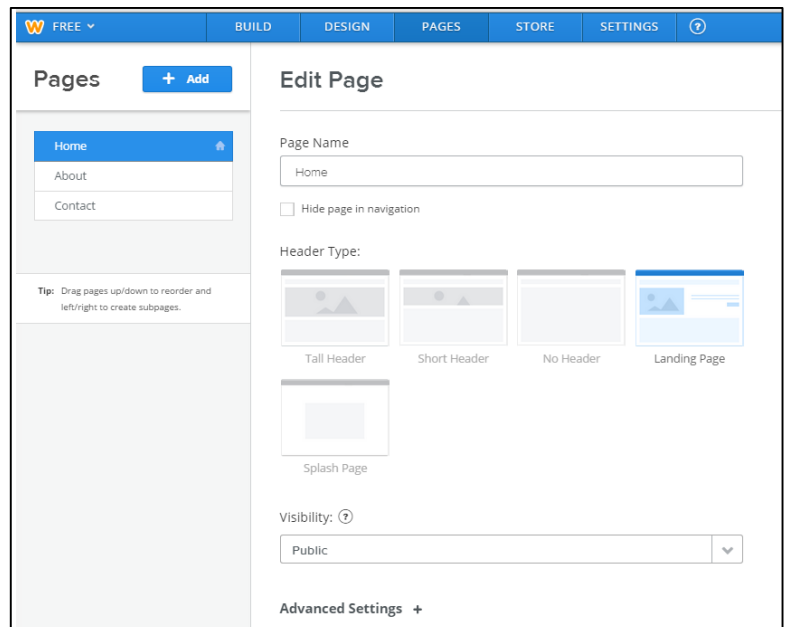 FREE BUILD DESIGN PAGES STORE SETTINGS ?
Pages
+ Add
Home
About
Contact
Tip: Drag pages up/down to reorder and
left/right to create subpages.
Edit Page
Page Name
Home
Hide page in navigation
Header Type:
Tall Header Short Header No Header Landing Page
Splash Page
Visibility: ?
Public
Advanced Settings +